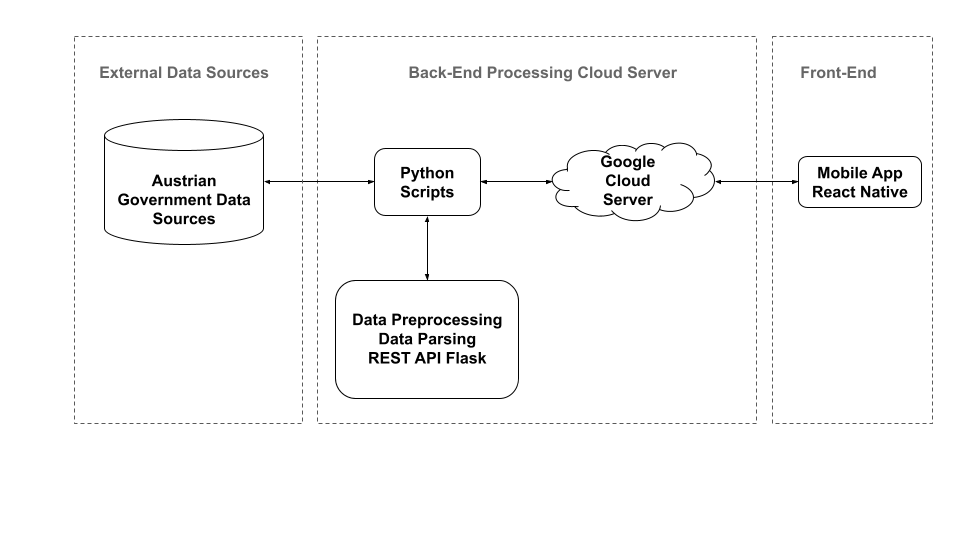 External Data Sources
Back-End Processing Cloud Server
Front-End
Austrian
Government Data
Sources
Python
Scripts
Google
Cloud
Server
Mobile App
React Native
Data Preprocessing
Data Parsing
REST API Flask